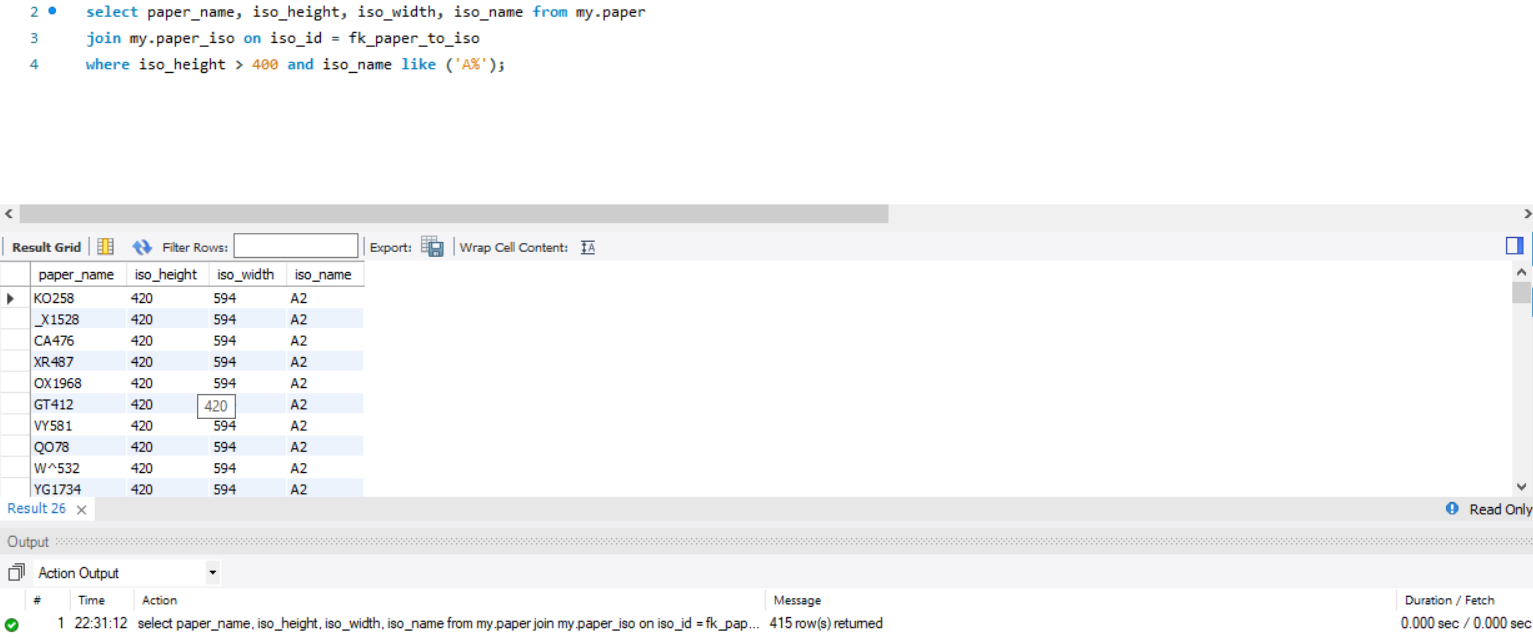 2 select paper_name, iso_height, iso_width, iso_name from my.paper
3 join my.paper_iso on iso_id = fk_paper_to_iso
4 where iso_height > 400 and iso_name like ('A%');
Result Grid Filter Rows: Export: Wrap Cell Content: IA
paper_name iso_height iso_width iso_name
KO258 420 594 A2
_X1528 420 594 A2
CA476 420 594 A2
XR487 420 594 A2
OX1968 420 594 A2
GT412 420 420 A2
VY581 420 594 A2
QO78 420 594 A2
W^532 420 594 A2
YG1734 420 594 A2
Result 26 Read Only
Output
Action Output
# Time Action Message Duration / Fetch
1 22:31:12 select paper_name, iso_height, iso_width, iso_name from my.paper join my.paper_iso on iso_id = fk_pap... 415 row(s) returned 0.000 sec / 0.000 sec